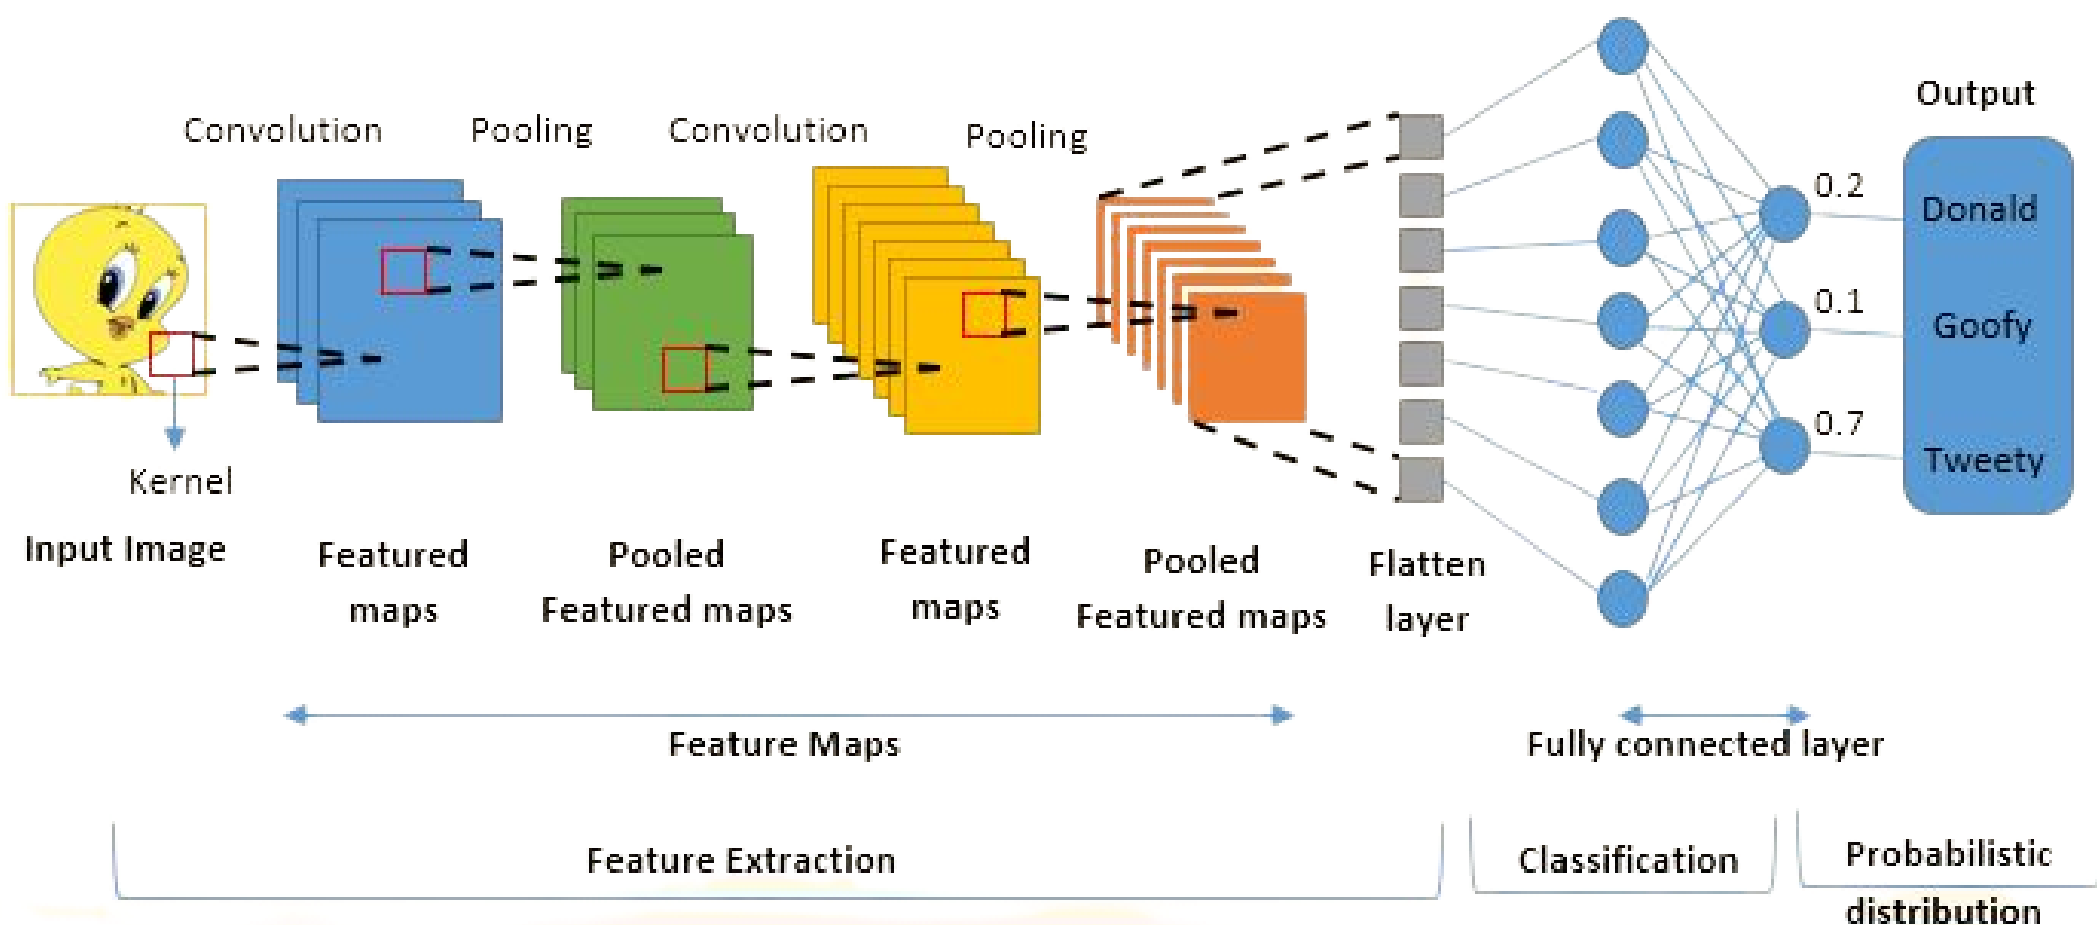 Output
Convolution
Pooling
Convolution
Pooling
0.2
Donald
0.1
Goofy
0.7
Tweety
Kernel
Input Image
Featured
maps
Pooled
Featured maps
Featured
maps
Pooled
Featured maps
Flatten
layer
Feature Maps
Fully connected layer
Feature Extraction
Classification
Probabilistic
distribution